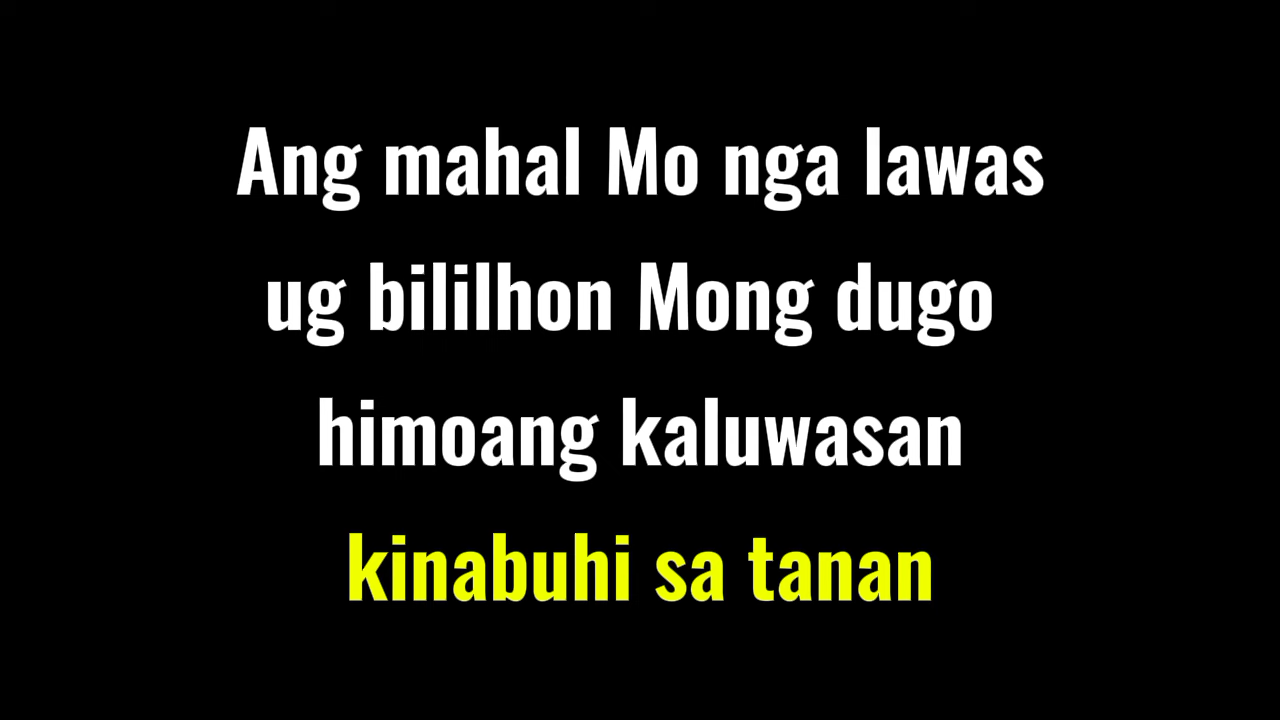 Ang mahal Mo nga lawas
ug bililhon Mong dugo
himoang kaluwasan
kinabuhi sa tanan